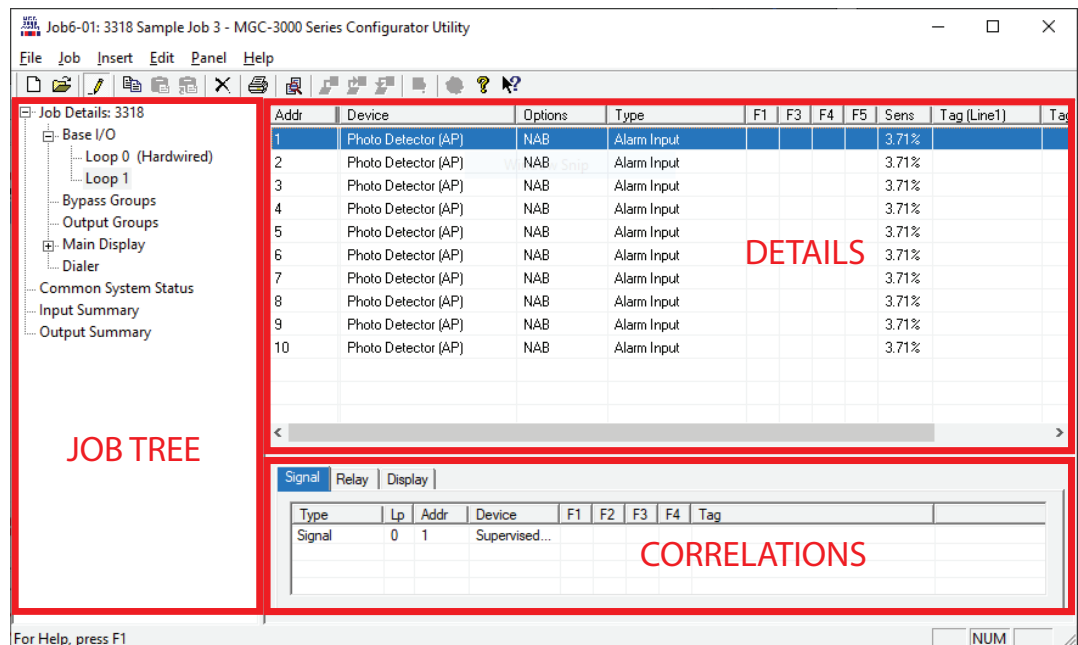 Job6-01: 3318 Sample Job 3 - MGC-3000 Series Configurator Utility
File Job Insert Edit Panel Help
Job Details: 3318
Base I/O
Loop 0 (Hardwired)
Loop 1
Bypass Groups
Output Groups
Main Display
Dialer
Common System Status
Input Summary
Output Summary
JOB TREE
Addr Device Options Type F1 F3 F4 F5 Sens Tag (Line1) Tag
1 Photo Detector (AP) NAB Alarm Input 3.71%
2 Photo Detector (AP) NAB Alarm Input 3.71%
3 Photo Detector (AP) NAB Alarm Input 3.71%
4 Photo Detector (AP) NAB Alarm Input 3.71%
5 Photo Detector (AP) NAB Alarm Input 3.71%
6 Photo Detector (AP) NAB Alarm Input 3.71%
7 Photo Detector (AP) NAB Alarm Input 3.71%
8 Photo Detector (AP) NAB Alarm Input 3.71%
9 Photo Detector (AP) NAB Alarm Input 3.71%
10 Photo Detector (AP) NAB Alarm Input 3.71%
Window Snip
DETAILS
Signal Relay Display
Type Lp Addr Device F1 F2 F3 F4 Tag
Signal 0 1 Supervised...
CORRELATIONS
For Help, press F1
NUM